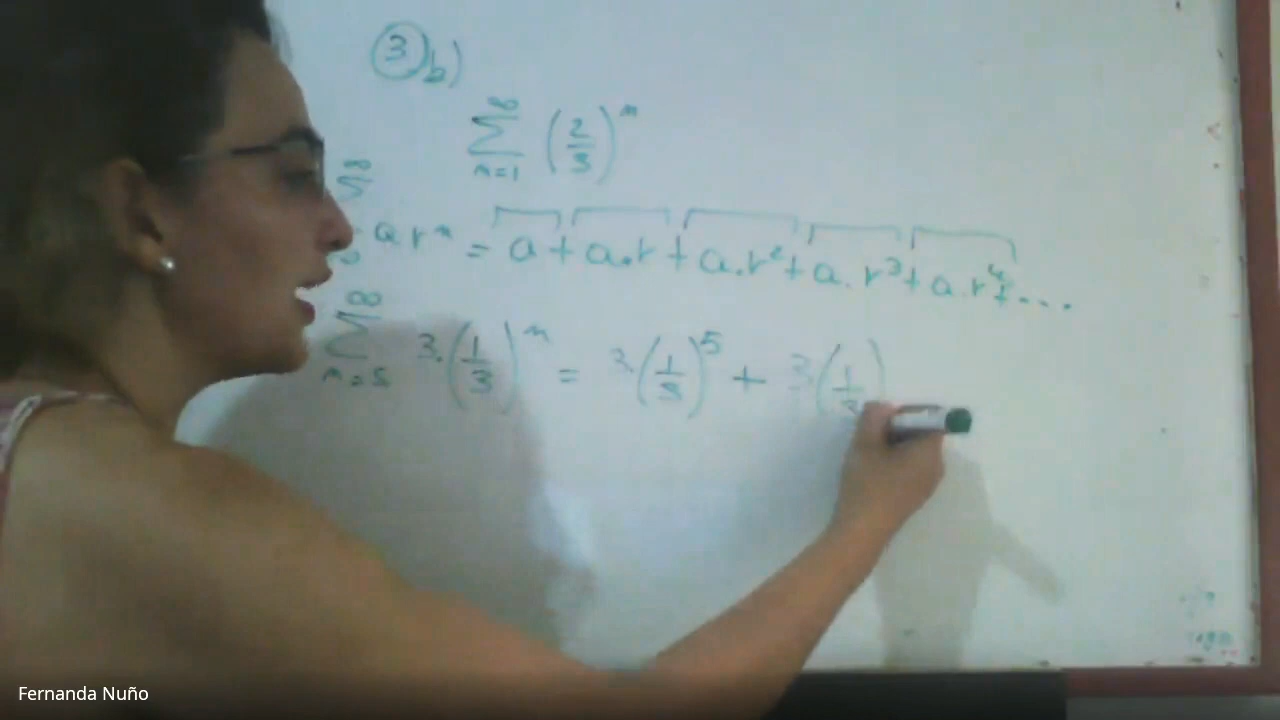 ③ b)
∞ Σ n=1 (2/3)ⁿ
∞ a rⁿ = a + a.r + a.r² + a.r³ + a.r⁴ + ...
∞ Σ n=5 3.(1/3)ⁿ = 3.(1/3)⁵ + 3(1/3)
Fernanda Nuño